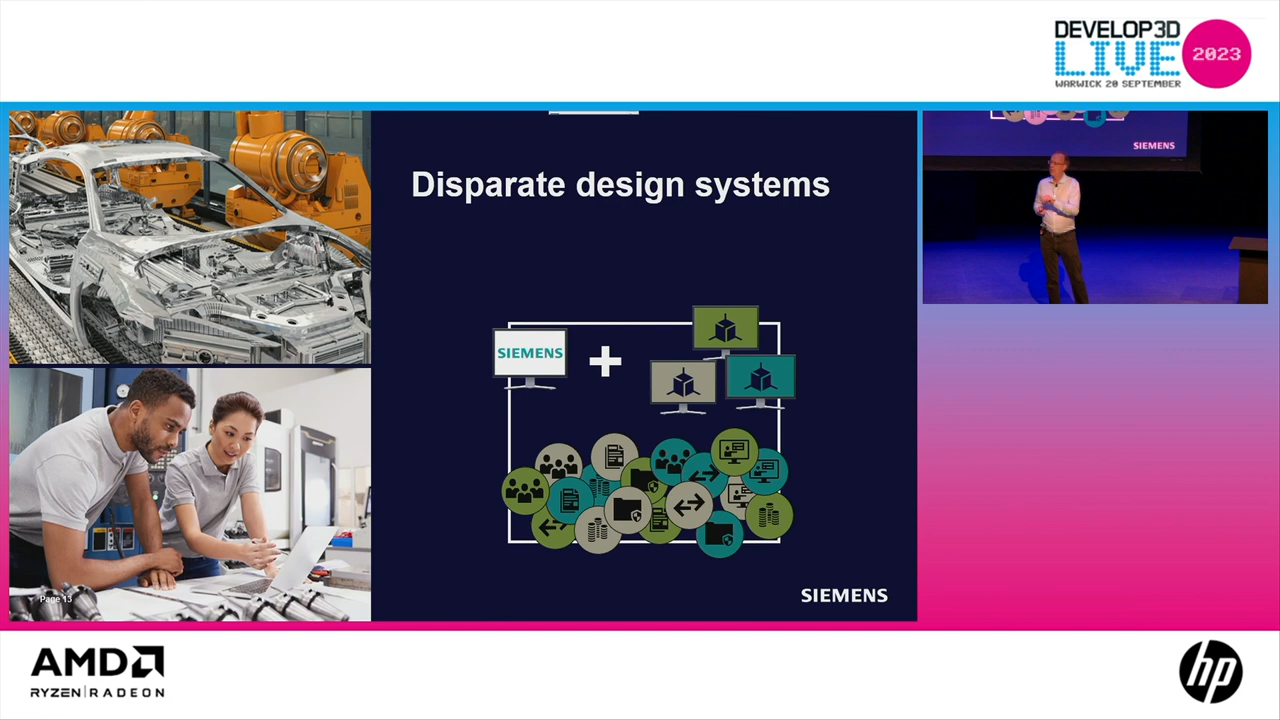 DEVELOP3D
LIVE
2023
WARWICK 20 SEPTEMBER
Disparate design systems
SIEMENS
SIEMENS
Page 13
SIEMENS
AMD
RYZEN | RADEON
hp